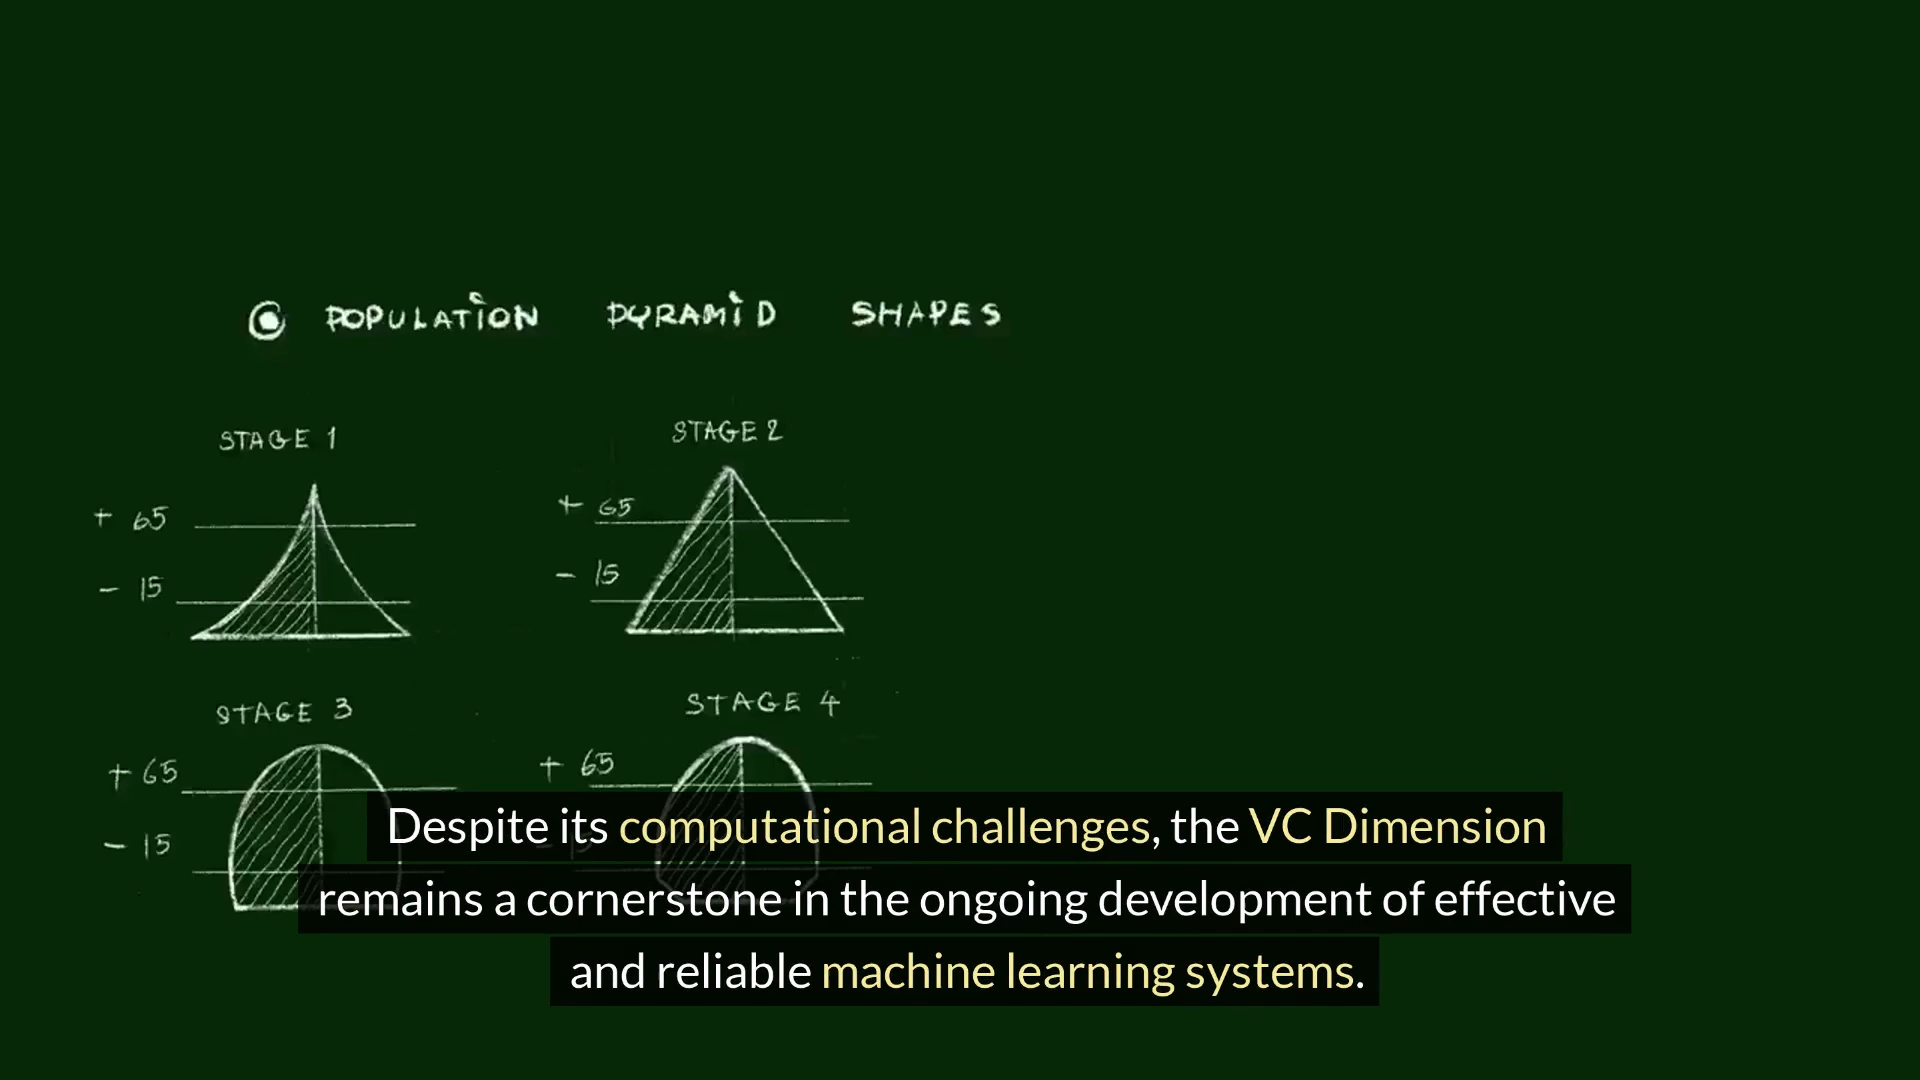 POPULATION PYRAMID SHAPES
STAGE 1
STAGE 2
+ 65
+ 65
- 15
- 15
STAGE 3
STAGE 4
+ 65
+ 65
- 15
- 15
Despite its computational challenges, the VC Dimension
remains a cornerstone in the ongoing development of effective
and reliable machine learning systems.